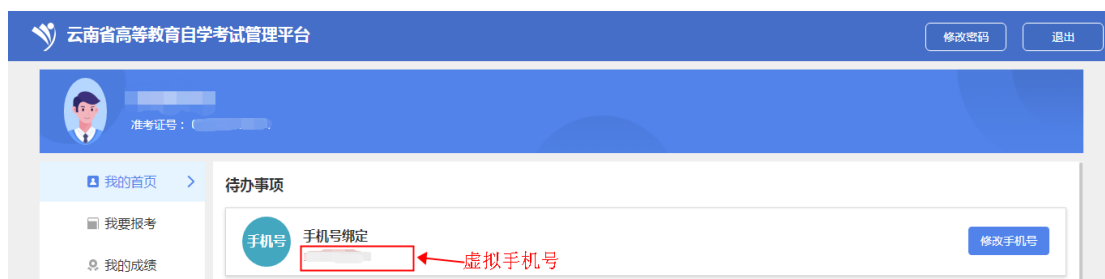 云南省高等教育自学考试管理平台
修改密码 退出
准考证号：
我的首页
待办事项
我要报考
手机号 手机号绑定
修改手机号
虚拟手机号
我的成绩